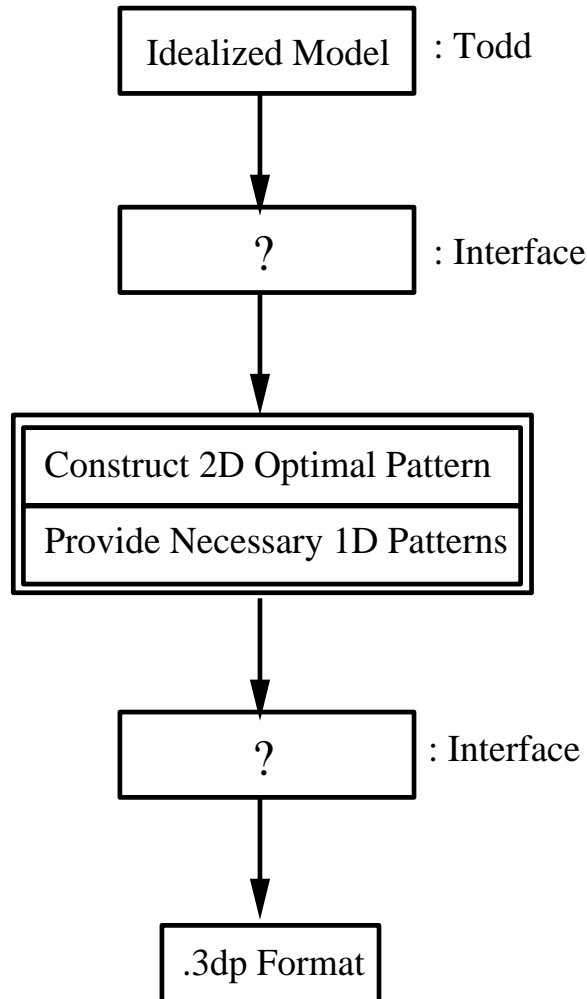 Idealized Model : Todd
? : Interface
Construct 2D Optimal Pattern
Provide Necessary 1D Patterns
? : Interface
.3dp Format